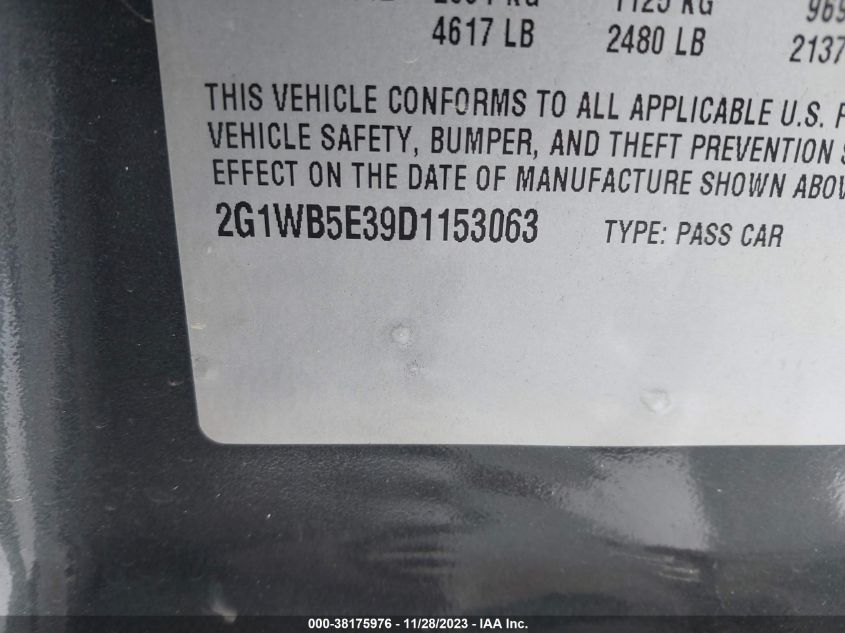 4617 LB 2480 LB 2137
THIS VEHICLE CONFORMS TO ALL APPLICABLE U.S.
VEHICLE SAFETY, BUMPER, AND THEFT PREVENTION
EFFECT ON THE DATE OF MANUFACTURE SHOWN
2G1WB5E39D1153063 TYPE: PASS CAR
000-38175976 - 11/28/2023 - IAA Inc.